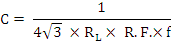 C = 1 / 4√3 × R_L × R. F.× f